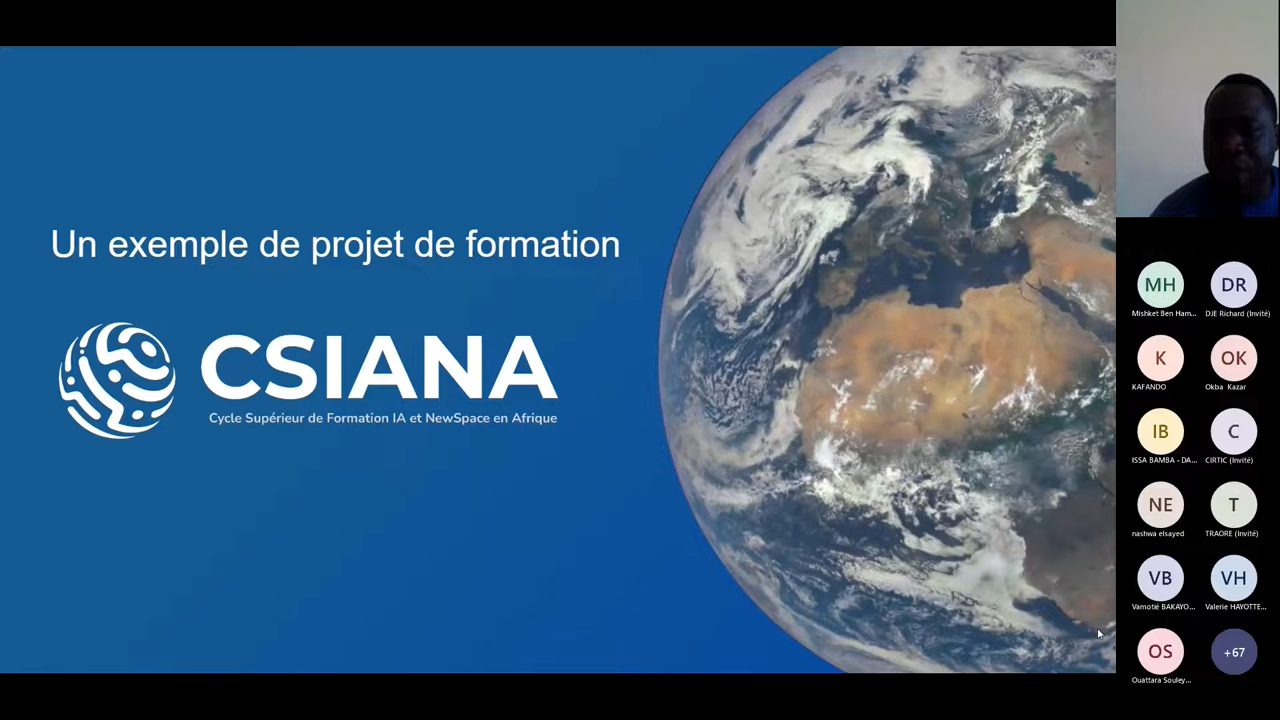 Un exemple de projet de formation
CSIANA
Cycle Supérieur de Formation IA et NewSpace en Afrique
MH
DR
Mishket Ben Ham...
DJE Richard (Invité)
K
OK
KAFANDO
Okba Kazar
IB
C
ISSA BAMBA - DA...
CIRTIC (Invité)
NE
T
nashwa elsayed
TRAORE (Invité)
VB
VH
Vamotié BAKAYO...
Valerie HAYOTTE...
OS
+67
Ouattara Souley...